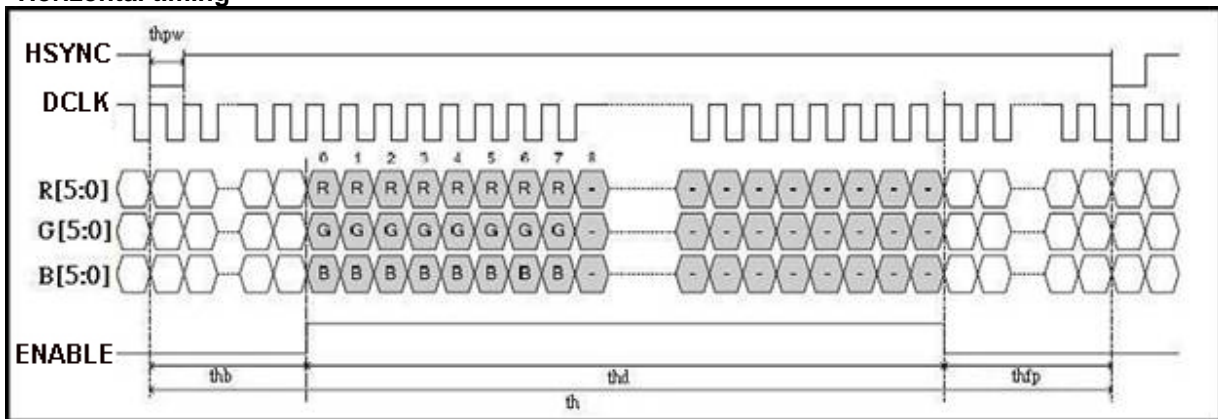 Horizontal timing
thpw
HSYNC
DCLK
0 1 2 3 4 5 6 7 8
R[5:0] R R R R R R R R - - - - - - - - -
G[5:0] G G G G G G G G - - - - - - - - -
B[5:0] B B B B B B B B - - - - - - - - -
ENABLE
thb thd thfp
th